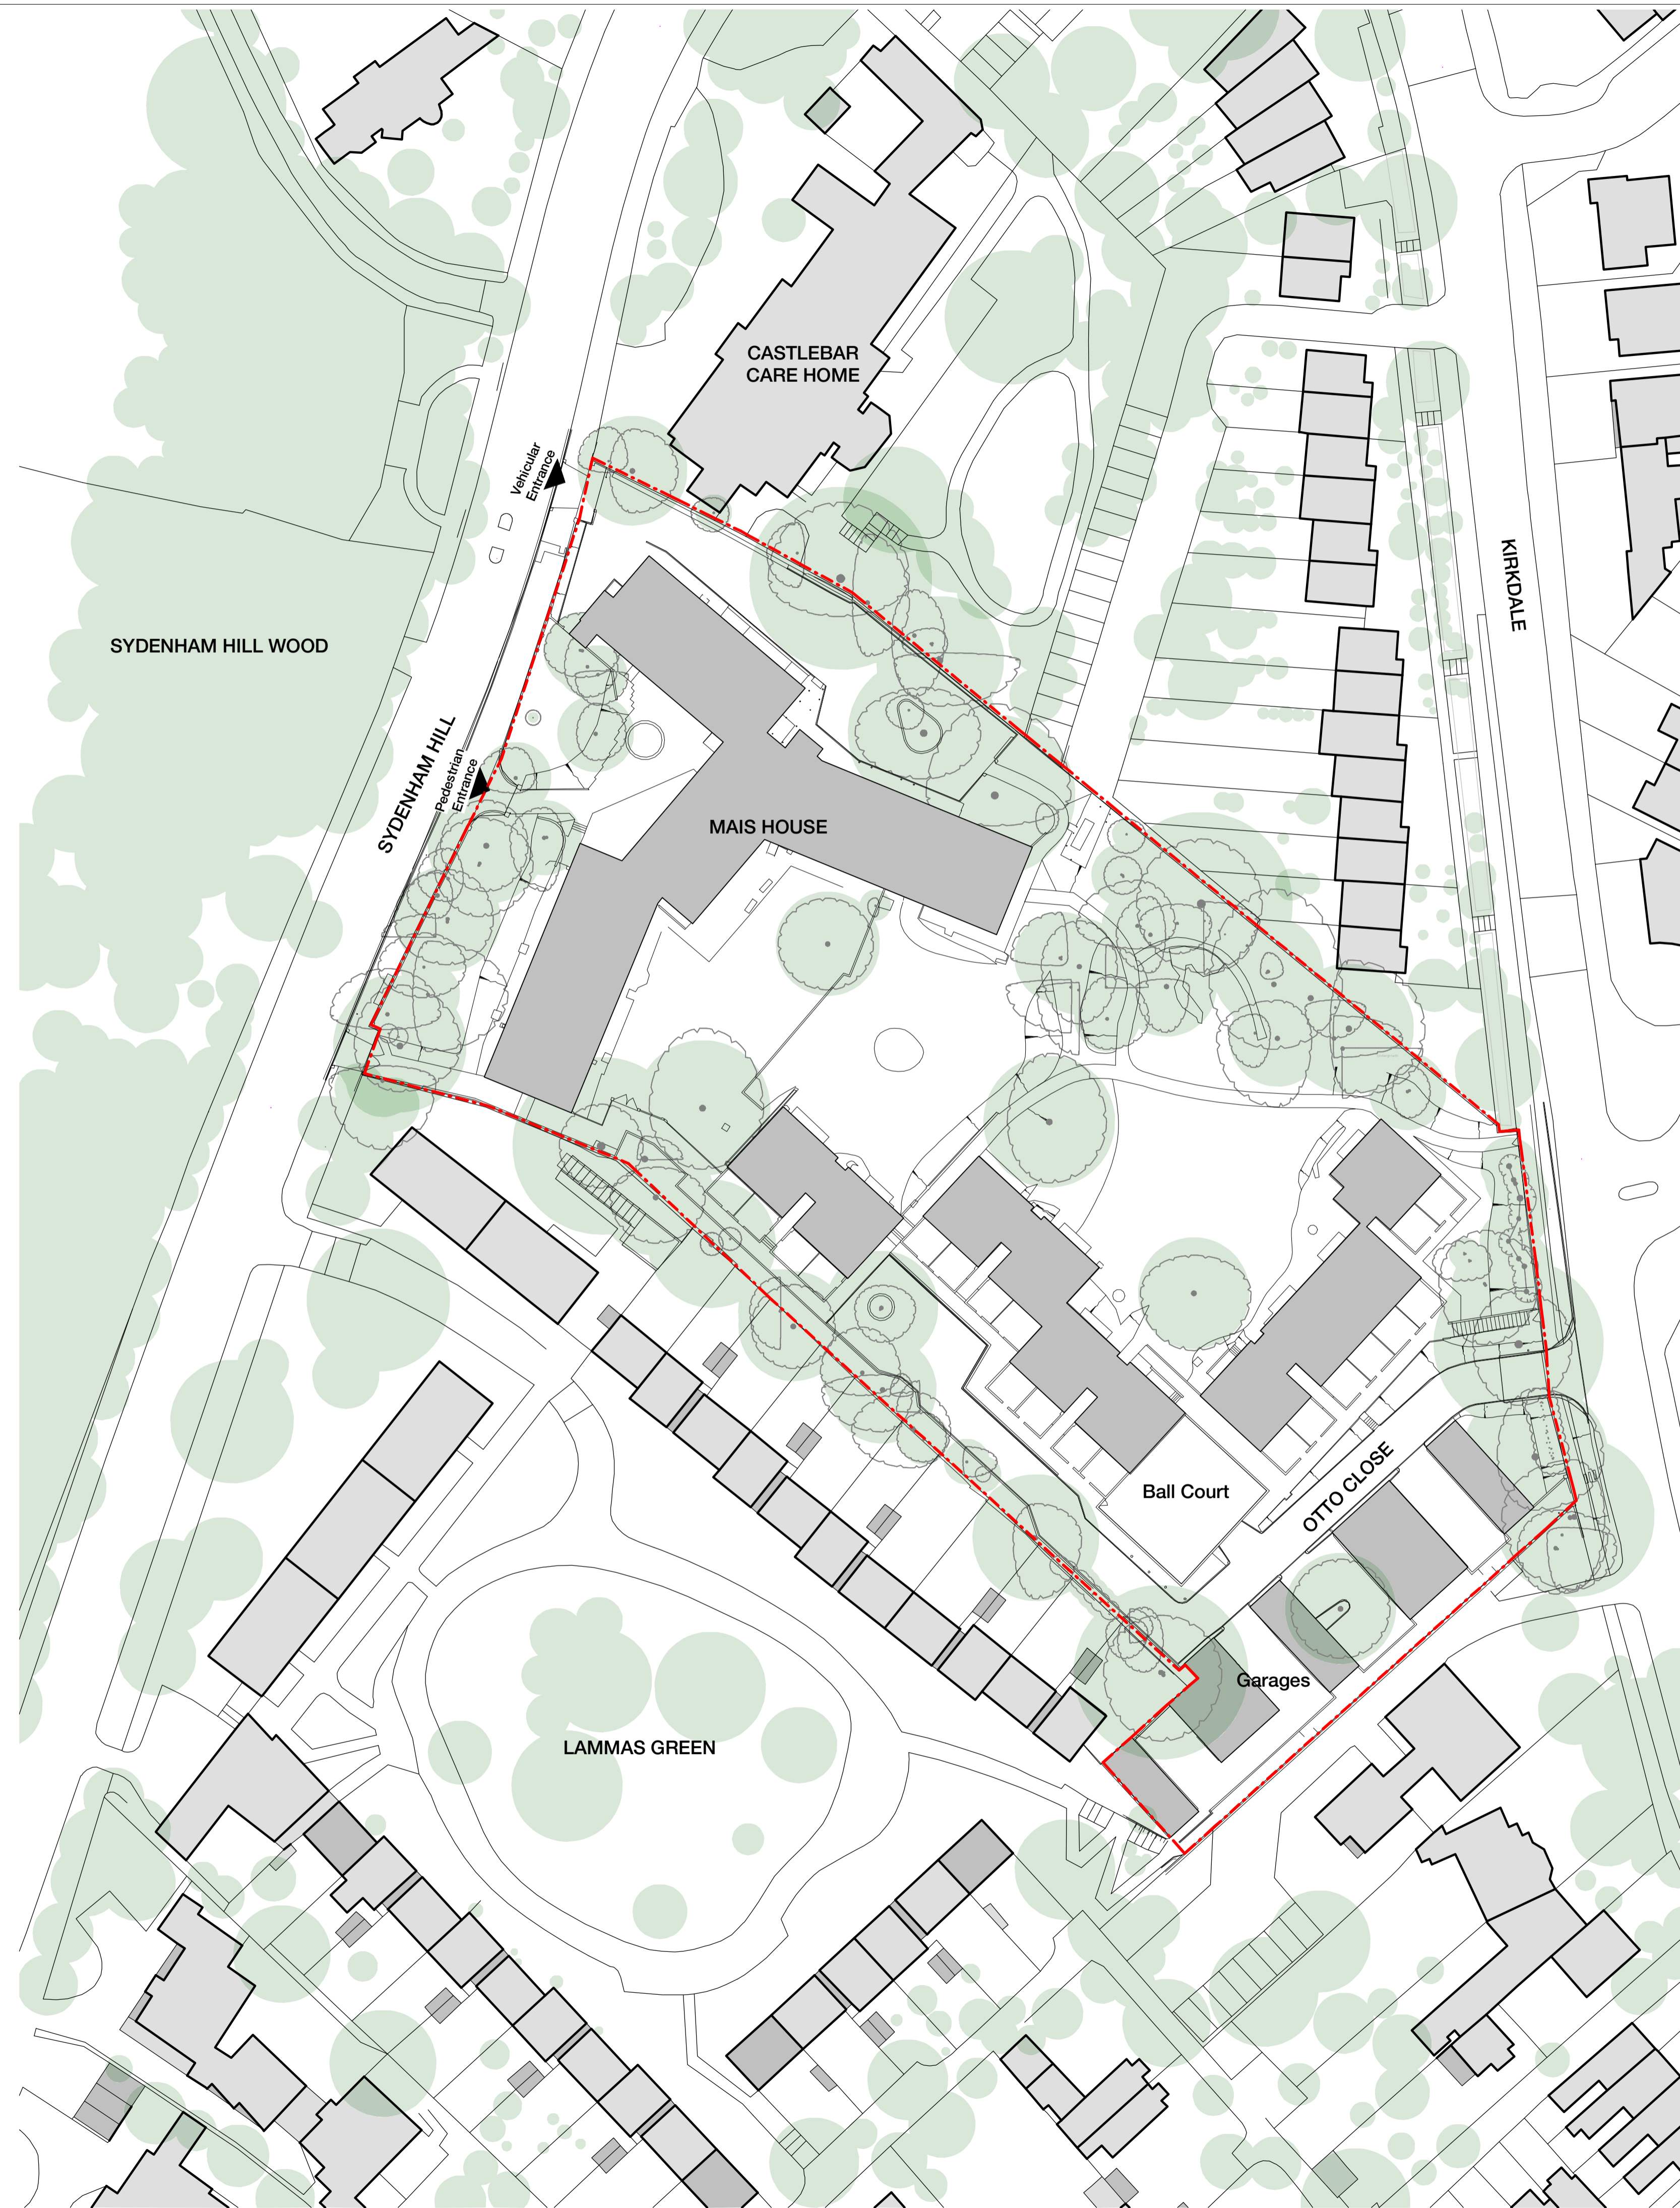 CASTLEBAR
CARE HOME
Vehicular
Entrance
KIRKDALE
SYDENHAM HILL WOOD
SYDENHAM HILL
Pedestrian
Entrance
MAIS HOUSE
Ball Court
OTTO CLOSE
Garages
LAMMAS GREEN